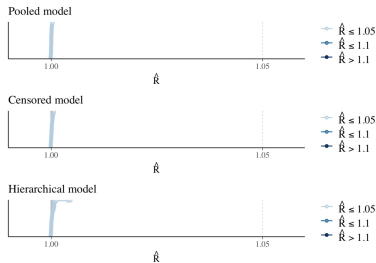 Pooled model
R̂ ≤ 1.05
R̂ ≤ 1.1
R̂ > 1.1
1.00 1.05
R̂
Censored model
R̂ ≤ 1.05
R̂ ≤ 1.1
R̂ > 1.1
1.00 1.05
R̂
Hierarchical model
R̂ ≤ 1.05
R̂ ≤ 1.1
R̂ > 1.1
1.00 1.05
R̂